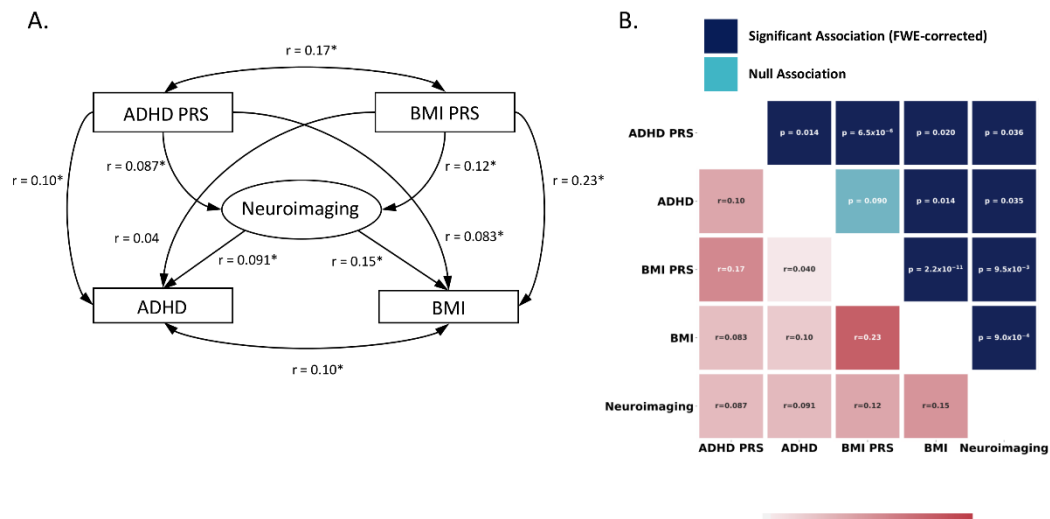 A.
r = 0.17*
ADHD PRS
BMI PRS
r = 0.087*
r = 0.12*
r = 0.10*
r = 0.23*
Neuroimaging
r = 0.04
r = 0.083*
r = 0.091*
r = 0.15*
ADHD
BMI
r = 0.10*
B.
Significant Association (FWE-corrected)
Null Association
ADHD PRS
p = 0.014
p = 6.5x10⁻⁶
p = 0.020
p = 0.036
ADHD
r=0.10
p = 0.090
p = 0.014
p = 0.035
BMI PRS
r=0.17
r=0.040
p = 2.2x10⁻¹¹
p = 9.5x10⁻³
BMI
r=0.083
r=0.10
r=0.23
p = 9.0x10⁻⁴
Neuroimaging
r=0.087
r=0.091
r=0.12
r=0.15
ADHD PRS ADHD BMI PRS BMI Neuroimaging